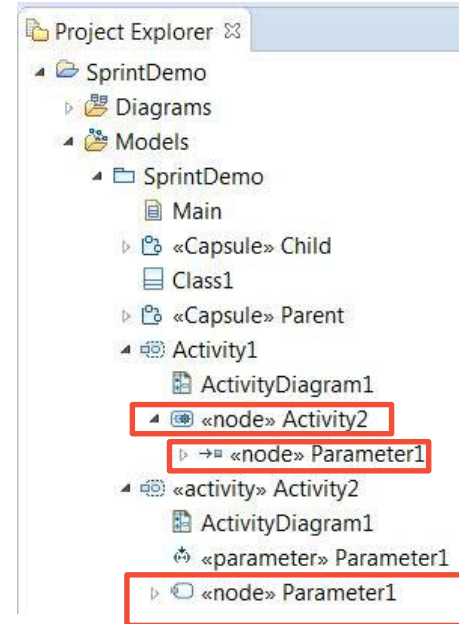 Project Explorer
SprintDemo
Diagrams
Models
SprintDemo
Main
«Capsule» Child
Class1
«Capsule» Parent
Activity1
ActivityDiagram1
«node» Activity2
«node» Parameter1
«activity» Activity2
ActivityDiagram1
«parameter» Parameter1
«node» Parameter1